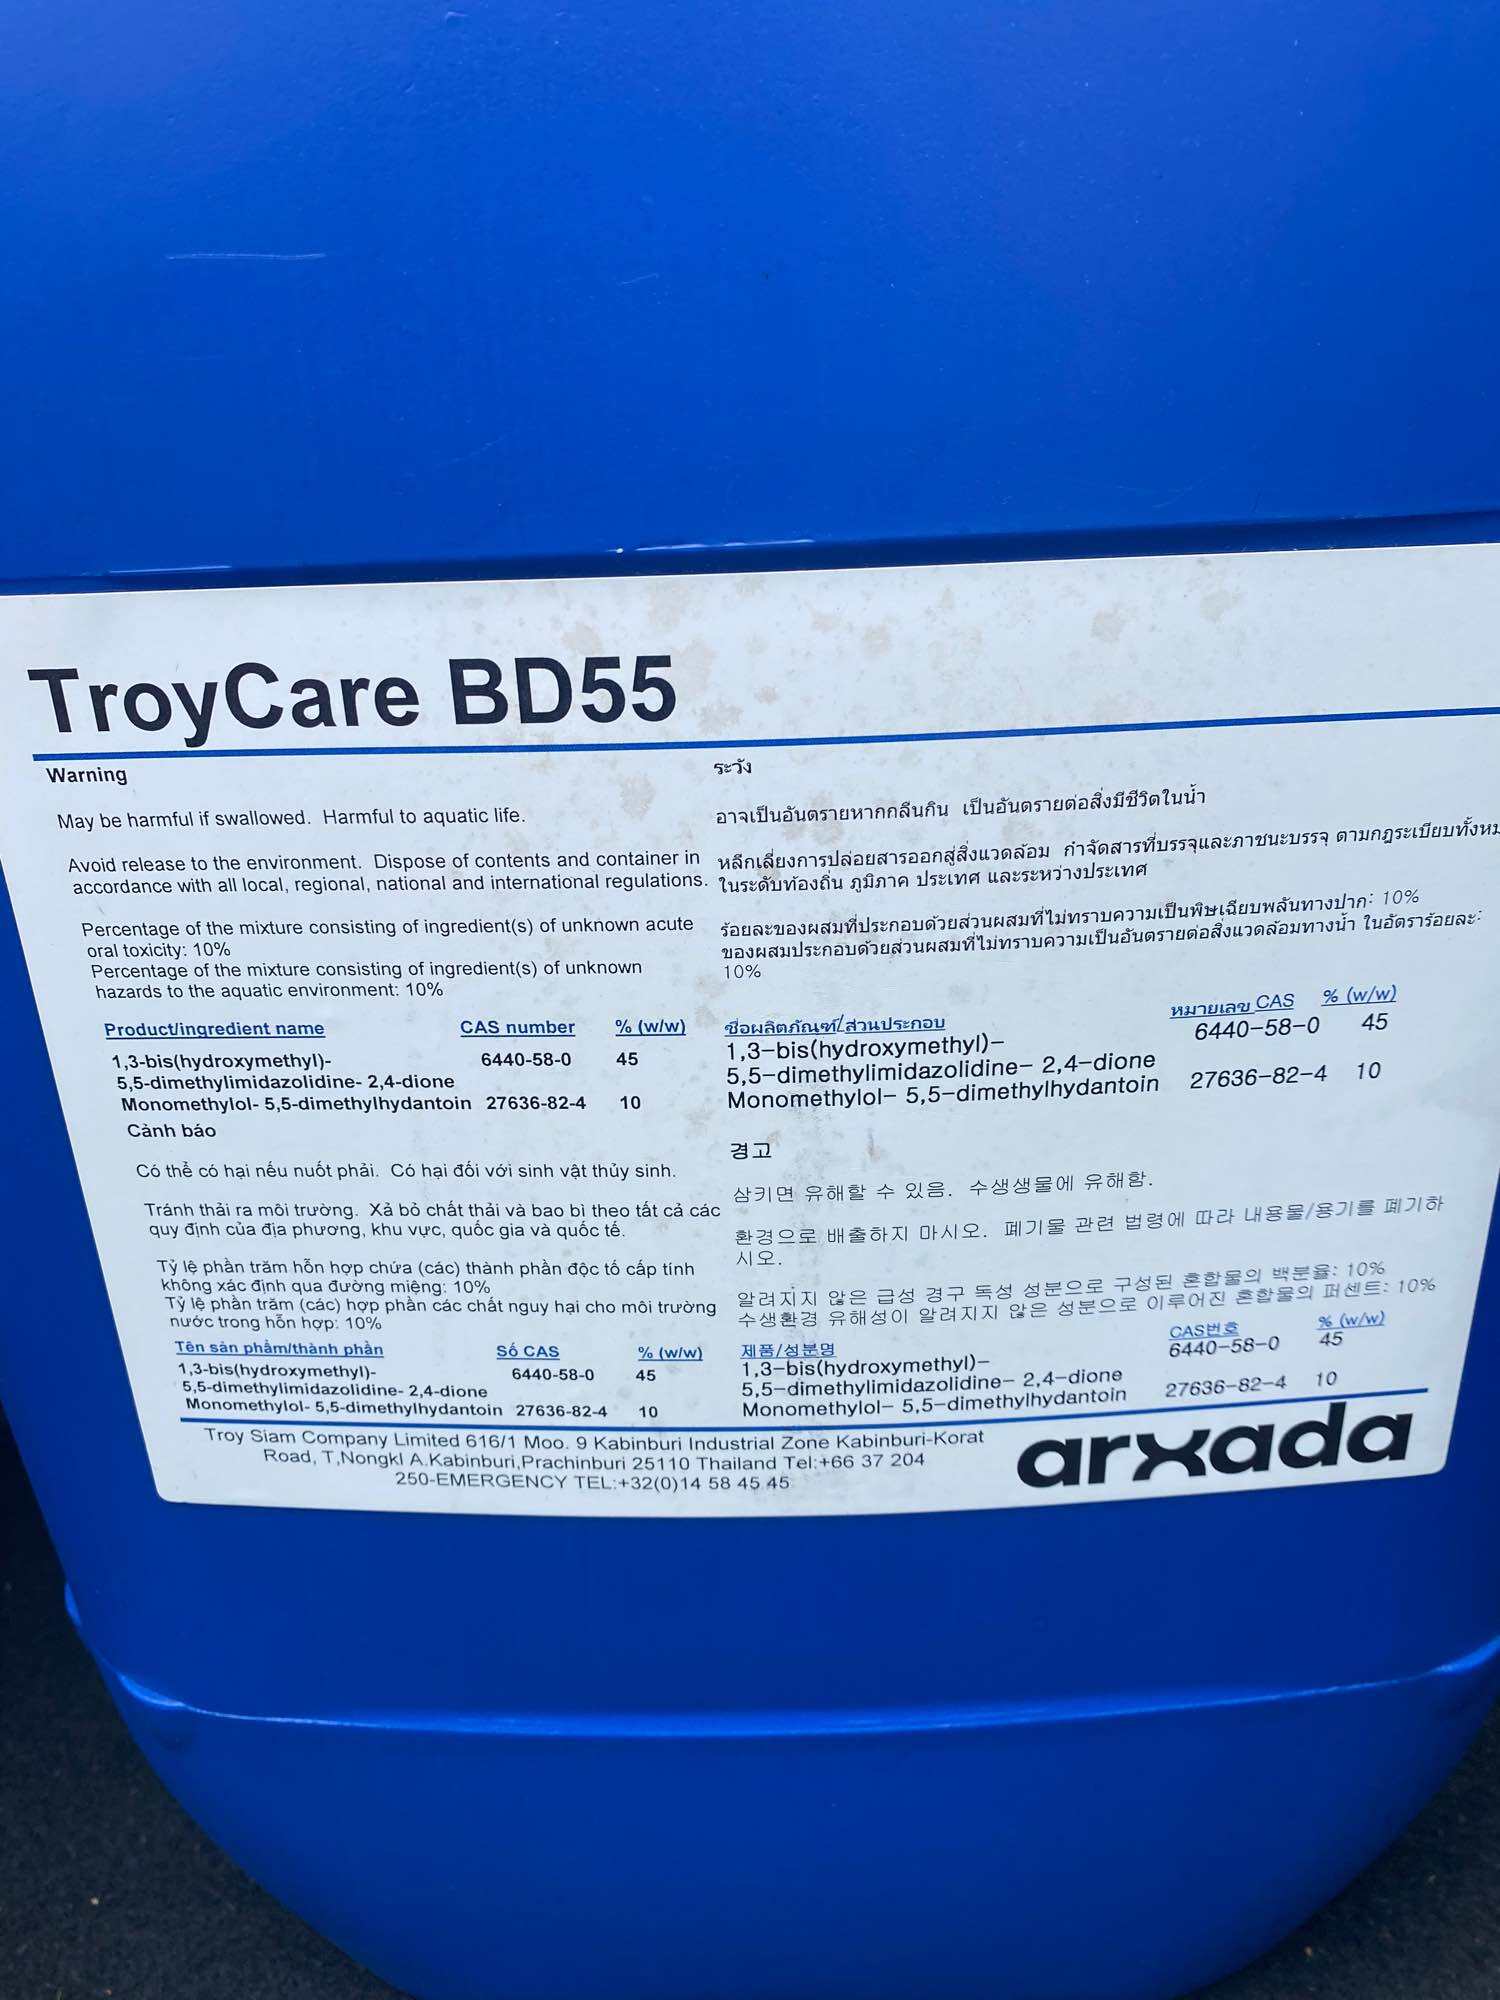 TroyCare BD55
Warning
May be harmful if swallowed. Harmful to aquatic life.
Avoid release to the environment. Dispose of contents and container in
accordance with all local, regional, national and international regulations.
Percentage of the mixture consisting of ingredient(s) of unknown acute
oral toxicity: 10%
Percentage of the mixture consisting of ingredient(s) of unknown
hazards to the aquatic environment: 10%
Product/ingredient name CAS number % (w/w)
1,3-bis(hydroxymethyl)- 6440-58-0 45
5,5-dimethylimidazolidine- 2,4-dione
Monomethylol- 5,5-dimethylhydantoin 27636-82-4 10
ระวัง
อาจเป็นอันตรายหากกลืนกิน เป็นอันตรายต่อสิ่งมีชีวิตในน้ำ
หลีกเลี่ยงการปล่อยสารออกสู่สิ่งแวดล้อม กำจัดสารที่บรรจุและภาชนะบรรจุ ตามกฎระเบียบ
ในระดับท้องถิ่น ภูมิภาค ประเทศ และระหว่างประเทศ
ร้อยละของผสมที่ประกอบด้วยส่วนผสมที่ไม่ทราบความเป็นพิษเฉียบพลันทางปาก: 10%
ของผสมประกอบด้วยส่วนผสมที่ไม่ทราบความเป็นอันตรายต่อสิ่งแวดล้อมทางน้ำ ในอัตราร้อยละ:
10%
ชื่อผลิตภัณฑ์/ส่วนประกอบ หมายเลข CAS % (w/w)
1,3-bis(hydroxymethyl)- 6440-58-0 45
5,5-dimethylimidazolidine- 2,4-dione
Monomethylol- 5,5-dimethylhydantoin 27636-82-4 10
Cảnh báo
Có thể có hại nếu nuốt phải. Có hại đối với sinh vật thủy sinh.
Tránh thải ra môi trường. Xả bỏ chất thải và bao bì theo tất cả các
quy định của địa phương, khu vực, quốc gia và quốc tế.
Tỷ lệ phần trăm hỗn hợp chứa (các) thành phần độc tố cấp tính
không xác định qua đường miệng: 10%
Tỷ lệ phần trăm (các) hợp phần các chất nguy hại cho môi trường
nước trong hỗn hợp: 10%
Tên sản phẩm/thành phần Số CAS % (w/w)
1,3-bis(hydroxymethyl)- 6440-58-0 45
5,5-dimethylimidazolidine- 2,4-dione
Monomethylol- 5,5-dimethylhydantoin 27636-82-4 10
경고
삼키면 유해할 수 있음. 수생생물에 유해함.
환경으로 배출하지 마시오. 폐기물 관련 법령에 따라 내용물/용기를 폐기하
시오.
알려지지 않은 급성 경구 독성 성분으로 구성된 혼합물의 백분율: 10%
수생환경 유해성이 알려지지 않은 성분으로 이루어진 혼합물의 퍼센트: 10%
제품/성분명 CAS번호 % (w/w)
1,3-bis(hydroxymethyl)- 6440-58-0 45
5,5-dimethylimidazolidine- 2,4-dione
Monomethylol- 5,5-dimethylhydantoin 27636-82-4 10
Troy Siam Company Limited 616/1 Moo. 9 Kabinburi Industrial Zone Kabinburi-Korat
Road, T,Nongkl A.Kabinburi,Prachinburi 25110 Thailand Tel:+66 37 204
250-EMERGENCY TEL:+32(0)14 58 45 45
arxada